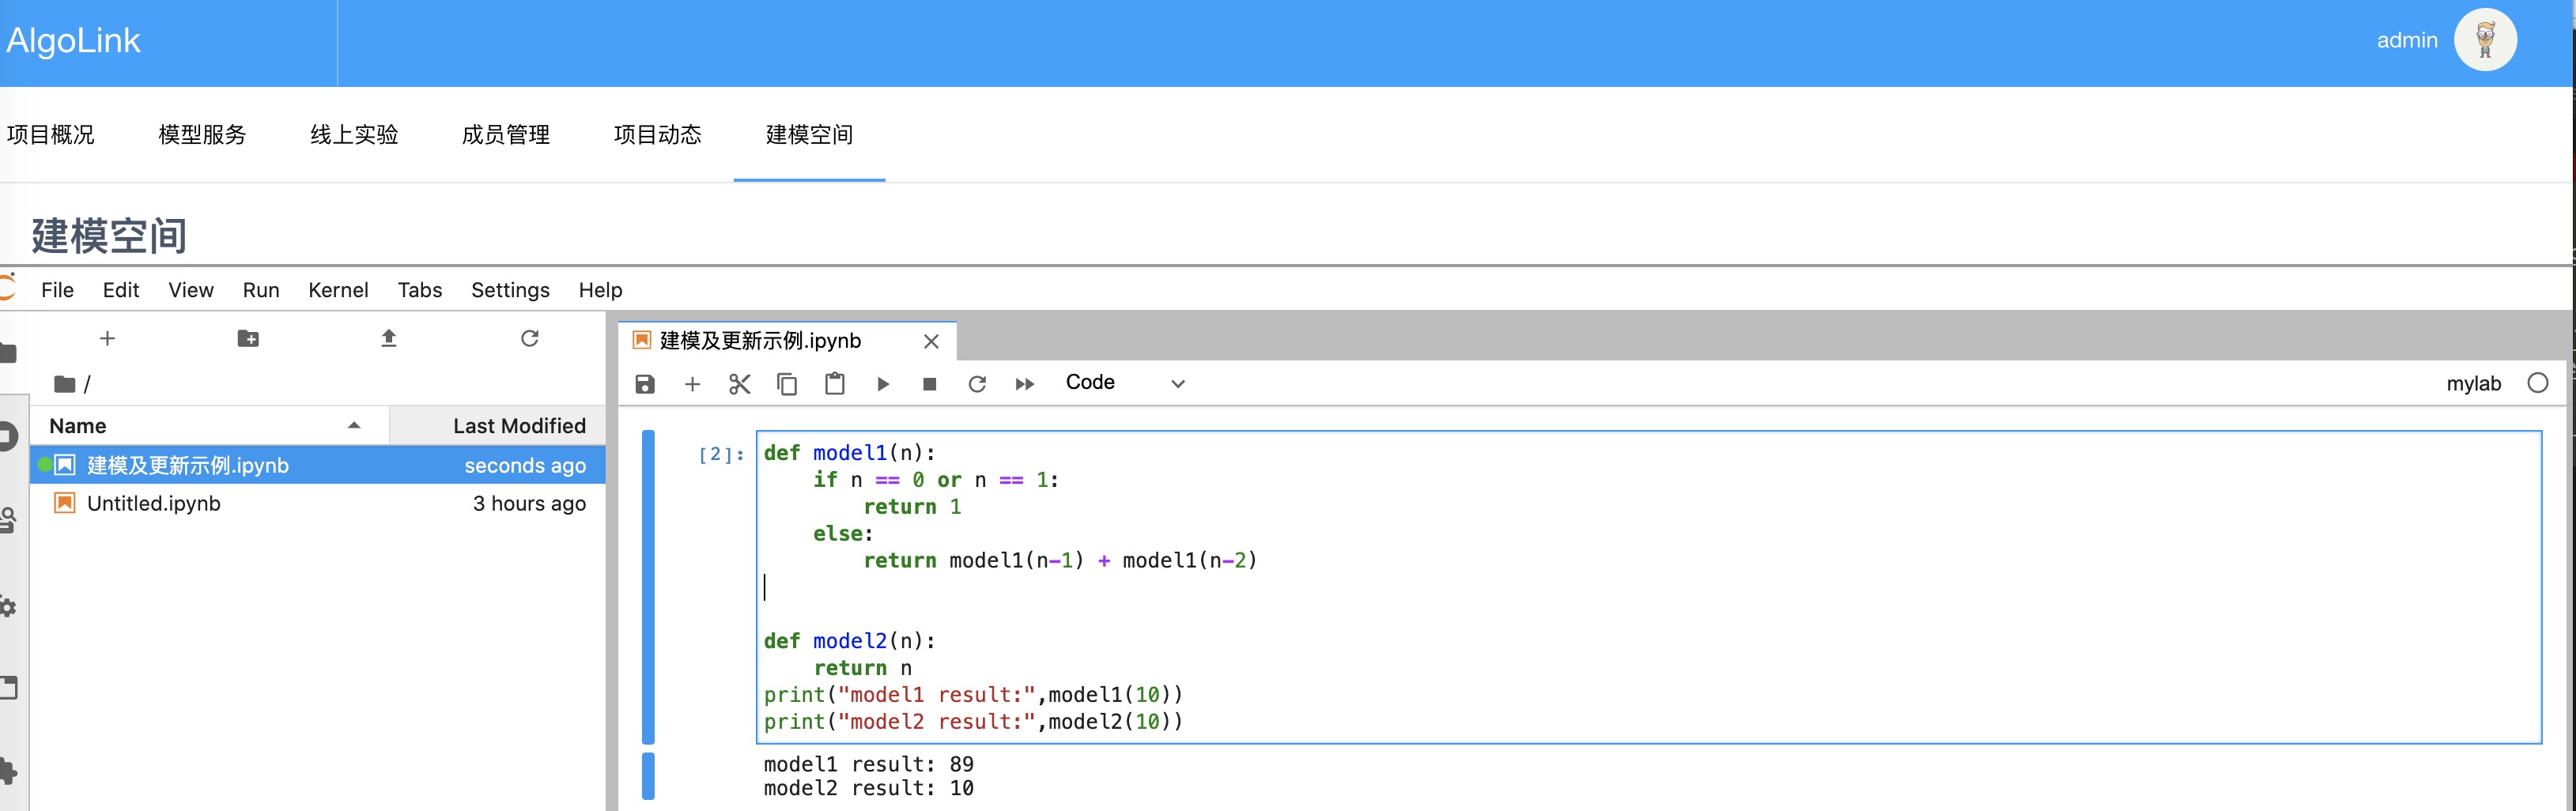 AlgoLink
admin
项目概况 模型服务 线上实验 成员管理 项目动态 建模空间
建模空间
File Edit View Run Kernel Tabs Settings Help
/
Name Last Modified
建模及更新示例.ipynb seconds ago
Untitled.ipynb 3 hours ago
建模及更新示例.ipynb
Code
mylab
[2]:
def model1(n):
    if n == 0 or n == 1:
        return 1
    else:
        return model1(n-1) + model1(n-2)
def model2(n):
    return n
print("model1 result:",model1(10))
print("model2 result:",model2(10))
model1 result: 89
model2 result: 10